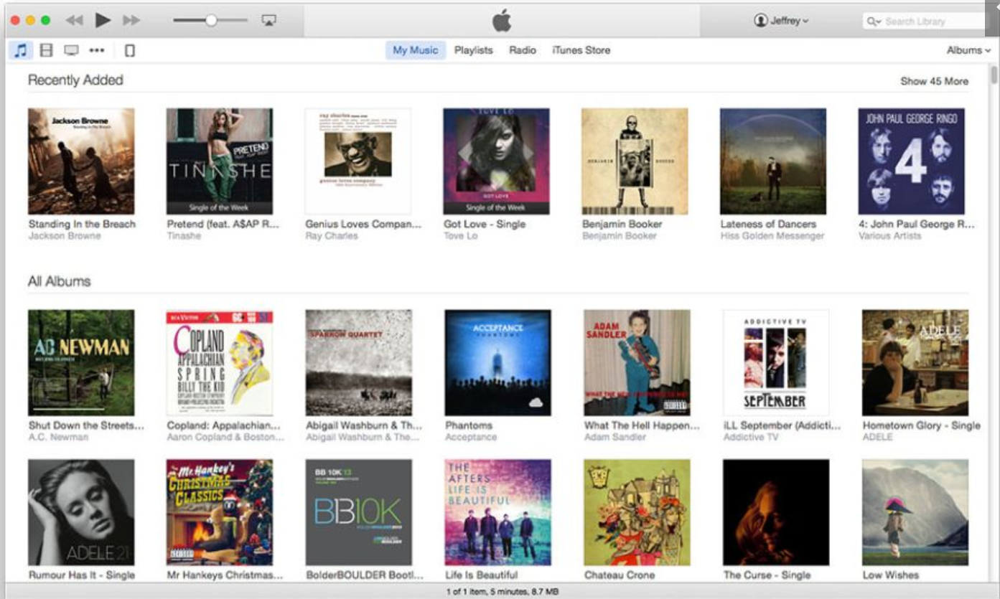 Jeffrey
Search Library
My Music Playlists Radio iTunes Store
Albums
Recently Added
Show 45 More
Jackson Browne
Standing In the Breach
PRETEND
TINASHE
Single of the Week
ray charles
genius loves company
TOVE LO
GOT LOVE
Single of the Week
BENJAMIN BOOKER
JOHN PAUL GEORGE RINGO
4
Standing In the Breach
Jackson Browne
Pretend (feat. A$AP R...
Tinashe
Genius Loves Compan...
Ray Charles
Got Love - Single
Tove Lo
Benjamin Booker
Benjamin Booker
Lateness of Dancers
Hiss Golden Messenger
4: John Paul George R...
Various Artists
All Albums
AC NEWMAN
RCA VICTOR
COPLAND
APPALACHIAN
SPRING
BILLY THE KID
SPARROW QUARTET
ACCEPTANCE
PHANTOMS
ADAM
SANDLER
WHAT THE HELL HAPPENED TO ME?
ADDICTIVE TV
SEPTEMBER
ADELE
Shut Down the Streets...
A.C. Newman
Copland: Appalachian...
Aaron Copland & Boston...
Abigail Washburn & Th...
Abigail Washburn & The...
Phantoms
Acceptance
What The Hell Happen...
Adam Sandler
iLL September (Addicti...
Addictive TV
Hometown Glory - Single
ADELE
ADELE 21
Mr. Hankey's
CHRISTMAS
CLASSICS
BB 10K 13
BB10K
THE
AFTERS
LIFE IS
BEAUTIFUL
Rumour Has It - Single
Mr Hankeys Christmas...
BolderBOULDER Bootl...
Life Is Beautiful
Chateau Crone
The Curse - Single
Low Wishes
1 of 1 item, 5 minutes, 8.7 MB